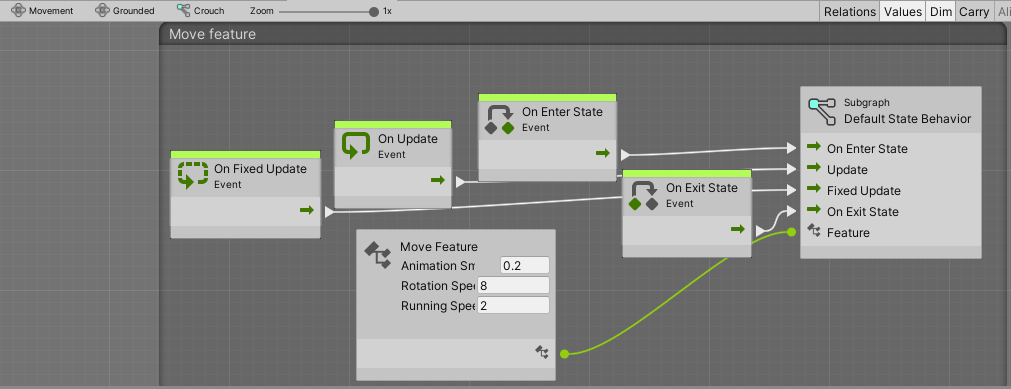 Movement Grounded Crouch Zoom 1x Relations Values Dim Carry Ali
Move feature
On Enter State
Event
On Update
Event
On Fixed Update
Event
On Exit State
Event
Subgraph
Default State Behavior
On Enter State
Update
Fixed Update
On Exit State
Feature
Move Feature
Animation Sm 0.2
Rotation Spee 8
Running Spee 2